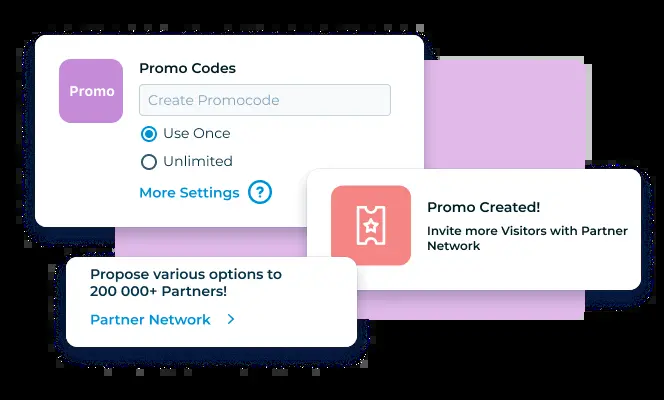 Promo
Promo Codes
Create Promocode
Use Once
Unlimited
More Settings ?
Promo Created!
Invite more Visitors with Partner
Network
Propose various options to
200 000+ Partners!
Partner Network